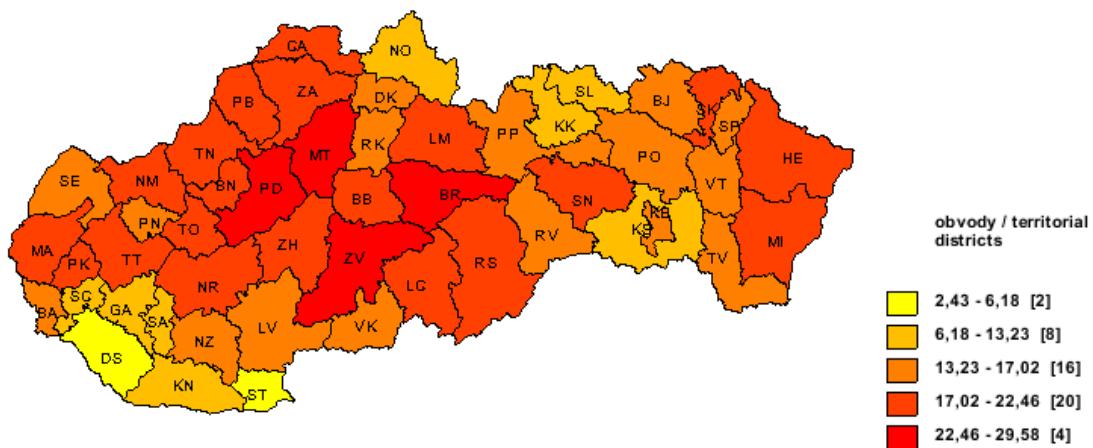 CA
NO
PB
ZA
DK
SL
BJ
SK
SP
KK
PP
RK
LM
TN
MT
PO
HE
SE
NM
BN
PD
BB
BR
SN
VT
PN
TO
KE
KS
MA
PK
TT
ZH
ZV
RS
RV
TV
MI
NR
LC
BA
SC
GA
SA
NZ
LV
VK
DS
KN
ST
obvody / territorial
districts
2,43 - 6,18 [2]
6,18 - 13,23 [8]
13,23 - 17,02 [16]
17,02 - 22,46 [20]
22,46 - 29,58 [4]